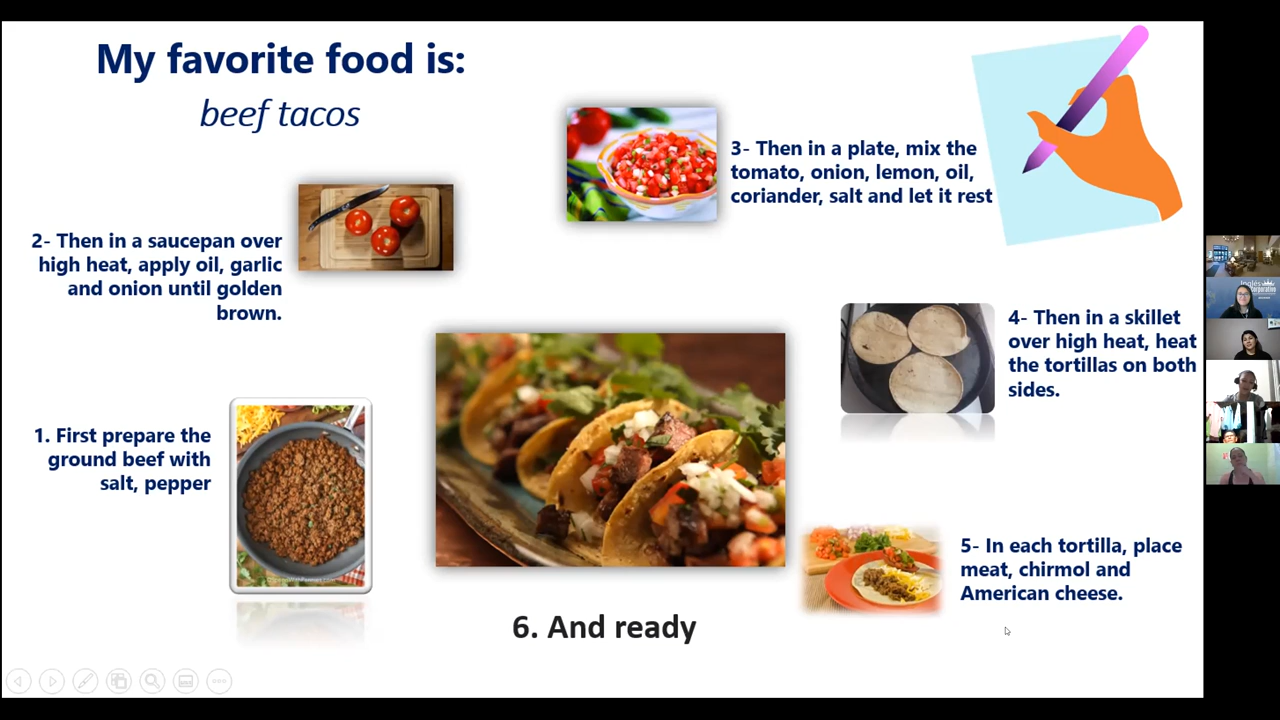 My favorite food is:
beef tacos
1. First prepare the
ground beef with
salt, pepper
2- Then in a saucepan over
high heat, apply oil, garlic
and onion until golden
brown.
3- Then in a plate, mix the
tomato, onion, lemon, oil,
coriander, salt and let it rest
4- Then in a skillet
over high heat, heat
the tortillas on both
sides.
5- In each tortilla, place
meat, chirmol and
American cheese.
6. And ready